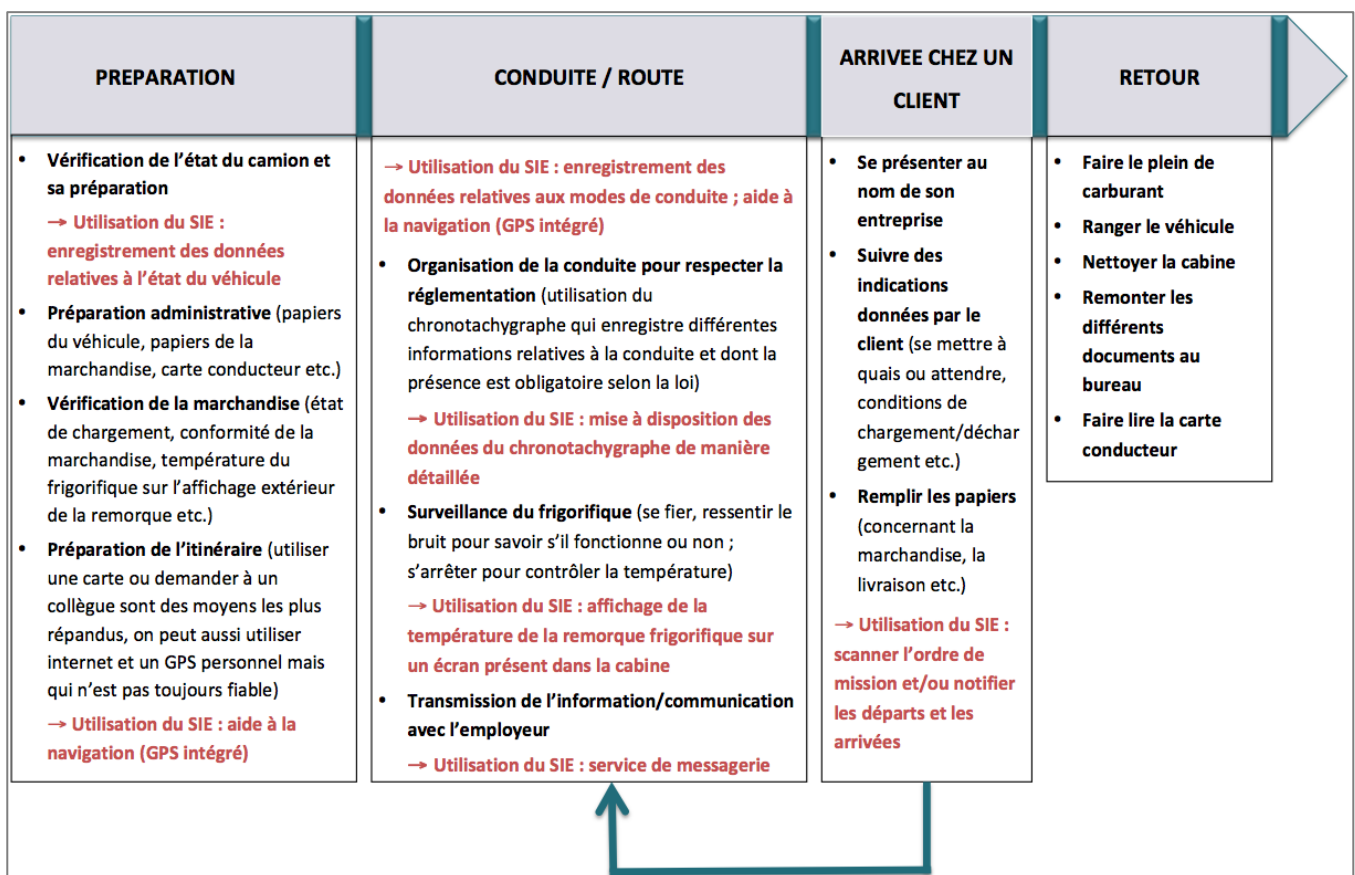 PREPARATION
CONDUITE / ROUTE
ARRIVEE CHEZ UN
CLIENT
RETOUR
• Vérification de l’état du camion et
sa préparation
→ Utilisation du SIE :
enregistrement des données
relatives à l’état du véhicule
• Préparation administrative (papiers
du véhicule, papiers de la
marchandise, carte conducteur etc.)
• Vérification de la marchandise (état
de chargement, conformité de la
marchandise, température du
frigorifique sur l’affichage extérieur
de la remorque etc.)
• Préparation de l’itinéraire (utiliser
une carte ou demander à un
collègue sont des moyens les plus
répandus, on peut aussi utiliser
internet et un GPS personnel mais
qui n’est pas toujours fiable)
→ Utilisation du SIE : aide à la
navigation (GPS intégré)
→ Utilisation du SIE : enregistrement des
données relatives aux modes de conduite ; aide à
la navigation (GPS intégré)
• Organisation de la conduite pour respecter la
réglementation (utilisation du
chronotachygraphe qui enregistre différentes
informations relatives à la conduite et dont la
présence est obligatoire selon la loi)
→ Utilisation du SIE : mise à disposition des
données du chronotachygraphe de manière
détaillée
• Surveillance du frigorifique (se fier, ressentir le
bruit pour savoir s’il fonctionne ou non ;
s’arrêter pour contrôler la température)
→ Utilisation du SIE : affichage de la
température de la remorque frigorifique sur
un écran présent dans la cabine
• Transmission de l’information/communication
avec l’employeur
→ Utilisation du SIE : service de messagerie
• Se présenter au
nom de son
entreprise
• Suivre des
indications
données par le
client (se mettre à
quais ou attendre,
conditions de
chargement/déchar
gement etc.)
• Remplir les papiers
(concernant la
marchandise, la
livraison etc.)
→ Utilisation du SIE :
scanner l’ordre de
mission et/ou notifier
les départs et les
arrivées
• Faire le plein de
carburant
• Ranger le véhicule
• Nettoyer la cabine
• Remonter les
différents
documents au
bureau
• Faire lire la carte
conducteur